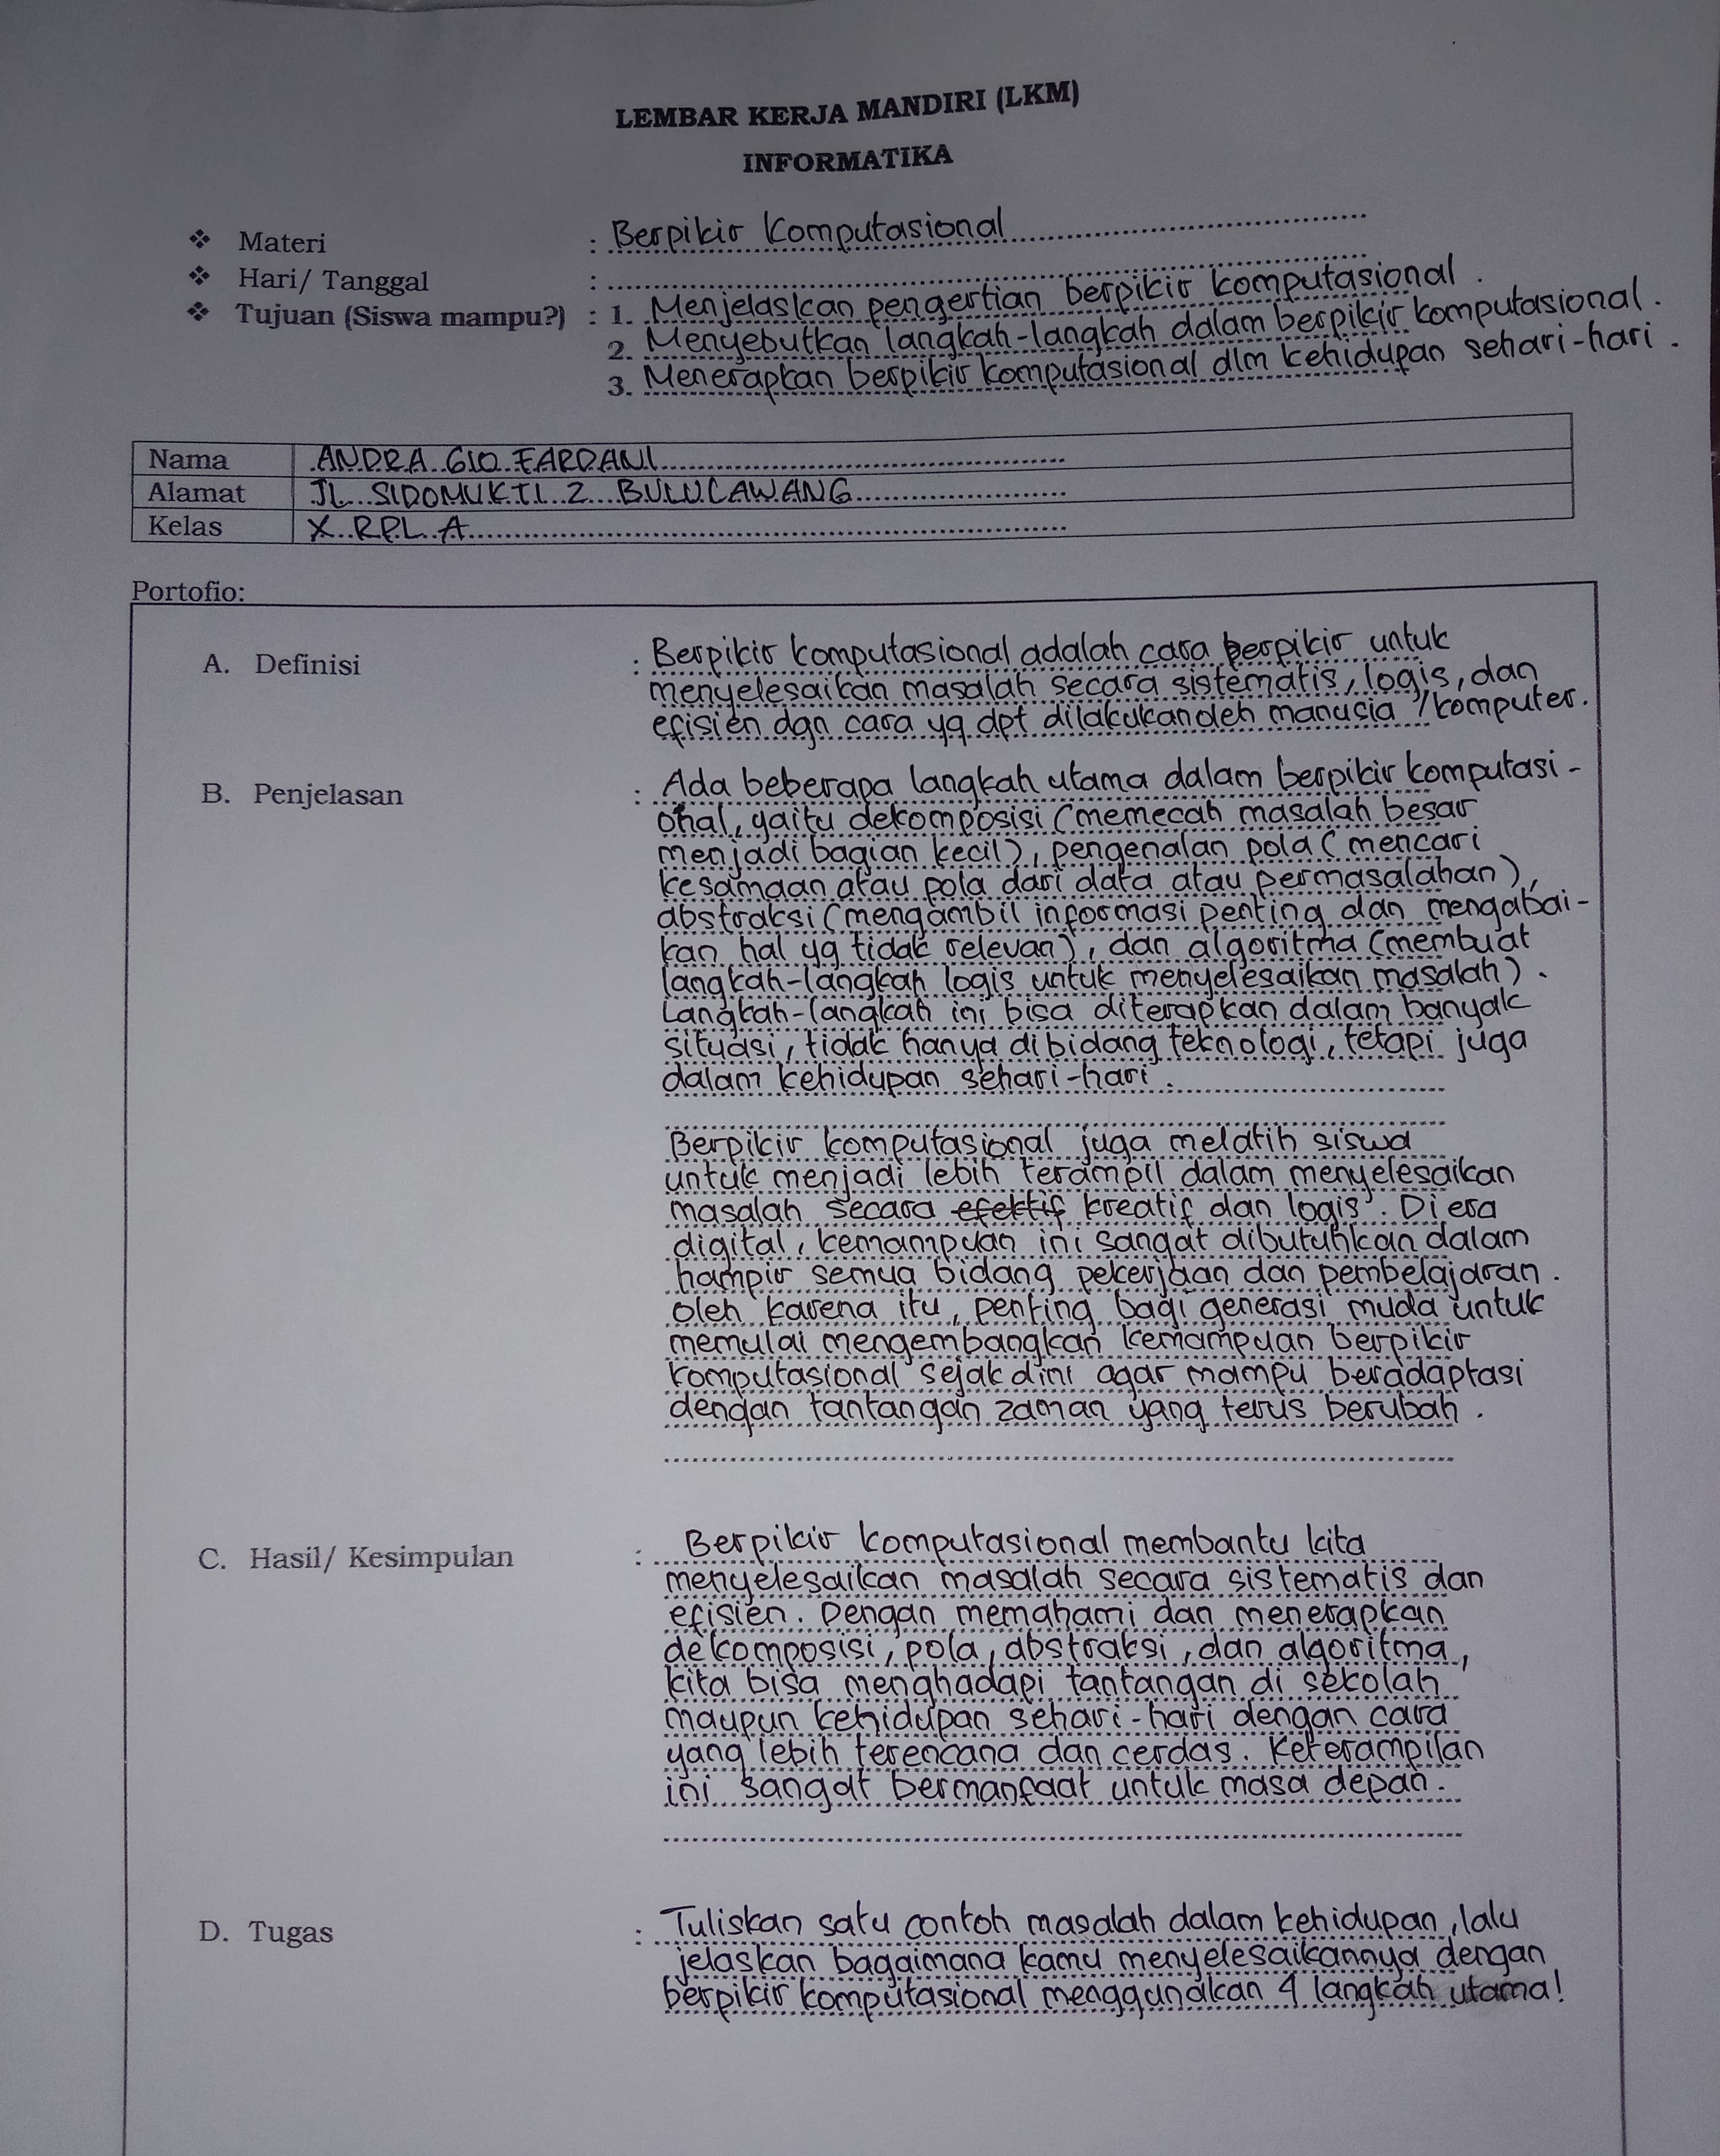 LEMBAR KERJA MANDIRI (LKM)
INFORMATIKA
❖ Materi : Berpikir Komputasional
❖ Hari/ Tanggal :
❖ Tujuan (Siswa mampu?) : 1. Menjelaskan pengertian berpikir komputasional.
2. Menyebutkan langkah-langkah dalam berpikir komputasional.
3. Menerapkan berpikir komputasional dlm kehidupan sehari-hari.
Nama ANDRA GIO FARDANI
Alamat JL SIDOMUKTI 2 BULUCAWANG
Kelas X RPL A
Portofio:
A. Definisi : Berpikir komputasional adalah cara berpikir untuk
menyelesaikan masalah secara sistematis, logis, dan
efisien dgn cara yg dpt dilakukan oleh manusia / komputer.
B. Penjelasan : Ada beberapa langkah utama dalam berpikir komputasi-
onal, yaitu dekomposisi (memecah masalah besar
menjadi bagian kecil), pengenalan pola (mencari
kesamaan atau pola dari data atau permasalahan),
abstraksi (mengambil informasi penting dan mengabai-
kan hal yg tidak relevan), dan algoritma (membuat
langkah-langkah logis untuk menyelesaikan masalah).
Langkah-langkah ini bisa diterapkan dalam banyak
situasi, tidak hanya dibidang teknologi, tetapi juga
dalam kehidupan sehari-hari.
Berpikir komputasional juga melatih siswa
untuk menjadi lebih terampil dalam menyelesaikan
masalah secara efektif kreatif dan logis. Di era
digital, kemampuan ini sangat dibutuhkan dalam
hampir semua bidang pekerjaan dan pembelajaran.
oleh karena itu, penting bagi generasi muda untuk
memulai mengembangkan kemampuan berpikir
komputasional sejak dini agar mampu beradaptasi
dengan tantangan zaman yang terus berubah.
C. Hasil/ Kesimpulan : Berpikir komputasional membantu kita
menyelesaikan masalah secara sistematis dan
efisien. Dengan memahami dan menerapkan
dekomposisi, pola, abstraksi, dan algoritma,
kita bisa menghadapi tantangan di sekolah
maupun kehidupan sehari-hari dengan cara
yang lebih terencana dan cerdas. Keterampilan
ini sangat bermanfaat untuk masa depan.
D. Tugas : Tuliskan satu contoh masalah dalam kehidupan, lalu
jelaskan bagaimana kamu menyelesaikannya dengan
berpikir komputasional menggunakan 4 langkah utama!